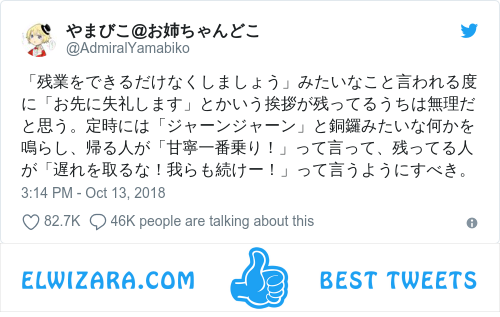 やまびこ@お姉ちゃんどこ
@AdmiralYamabiko
「残業をできるだけなくしましょう」みたいなこと言われる度
に「お先に失礼します」とかいう挨拶が残ってるうちは無理だ
と思う。定時には「ジャーンジャーン」と銅鑼みたいな何かを
鳴らし、帰る人が「甘寧一番乗り！」って言って、残ってる人
が「遅れを取るな！我らも続けー！」って言うようにすべき。
3:14 PM - Oct 13, 2018
82.7K 46K people are talking about this
ELWIZARA.COM BEST TWEETS